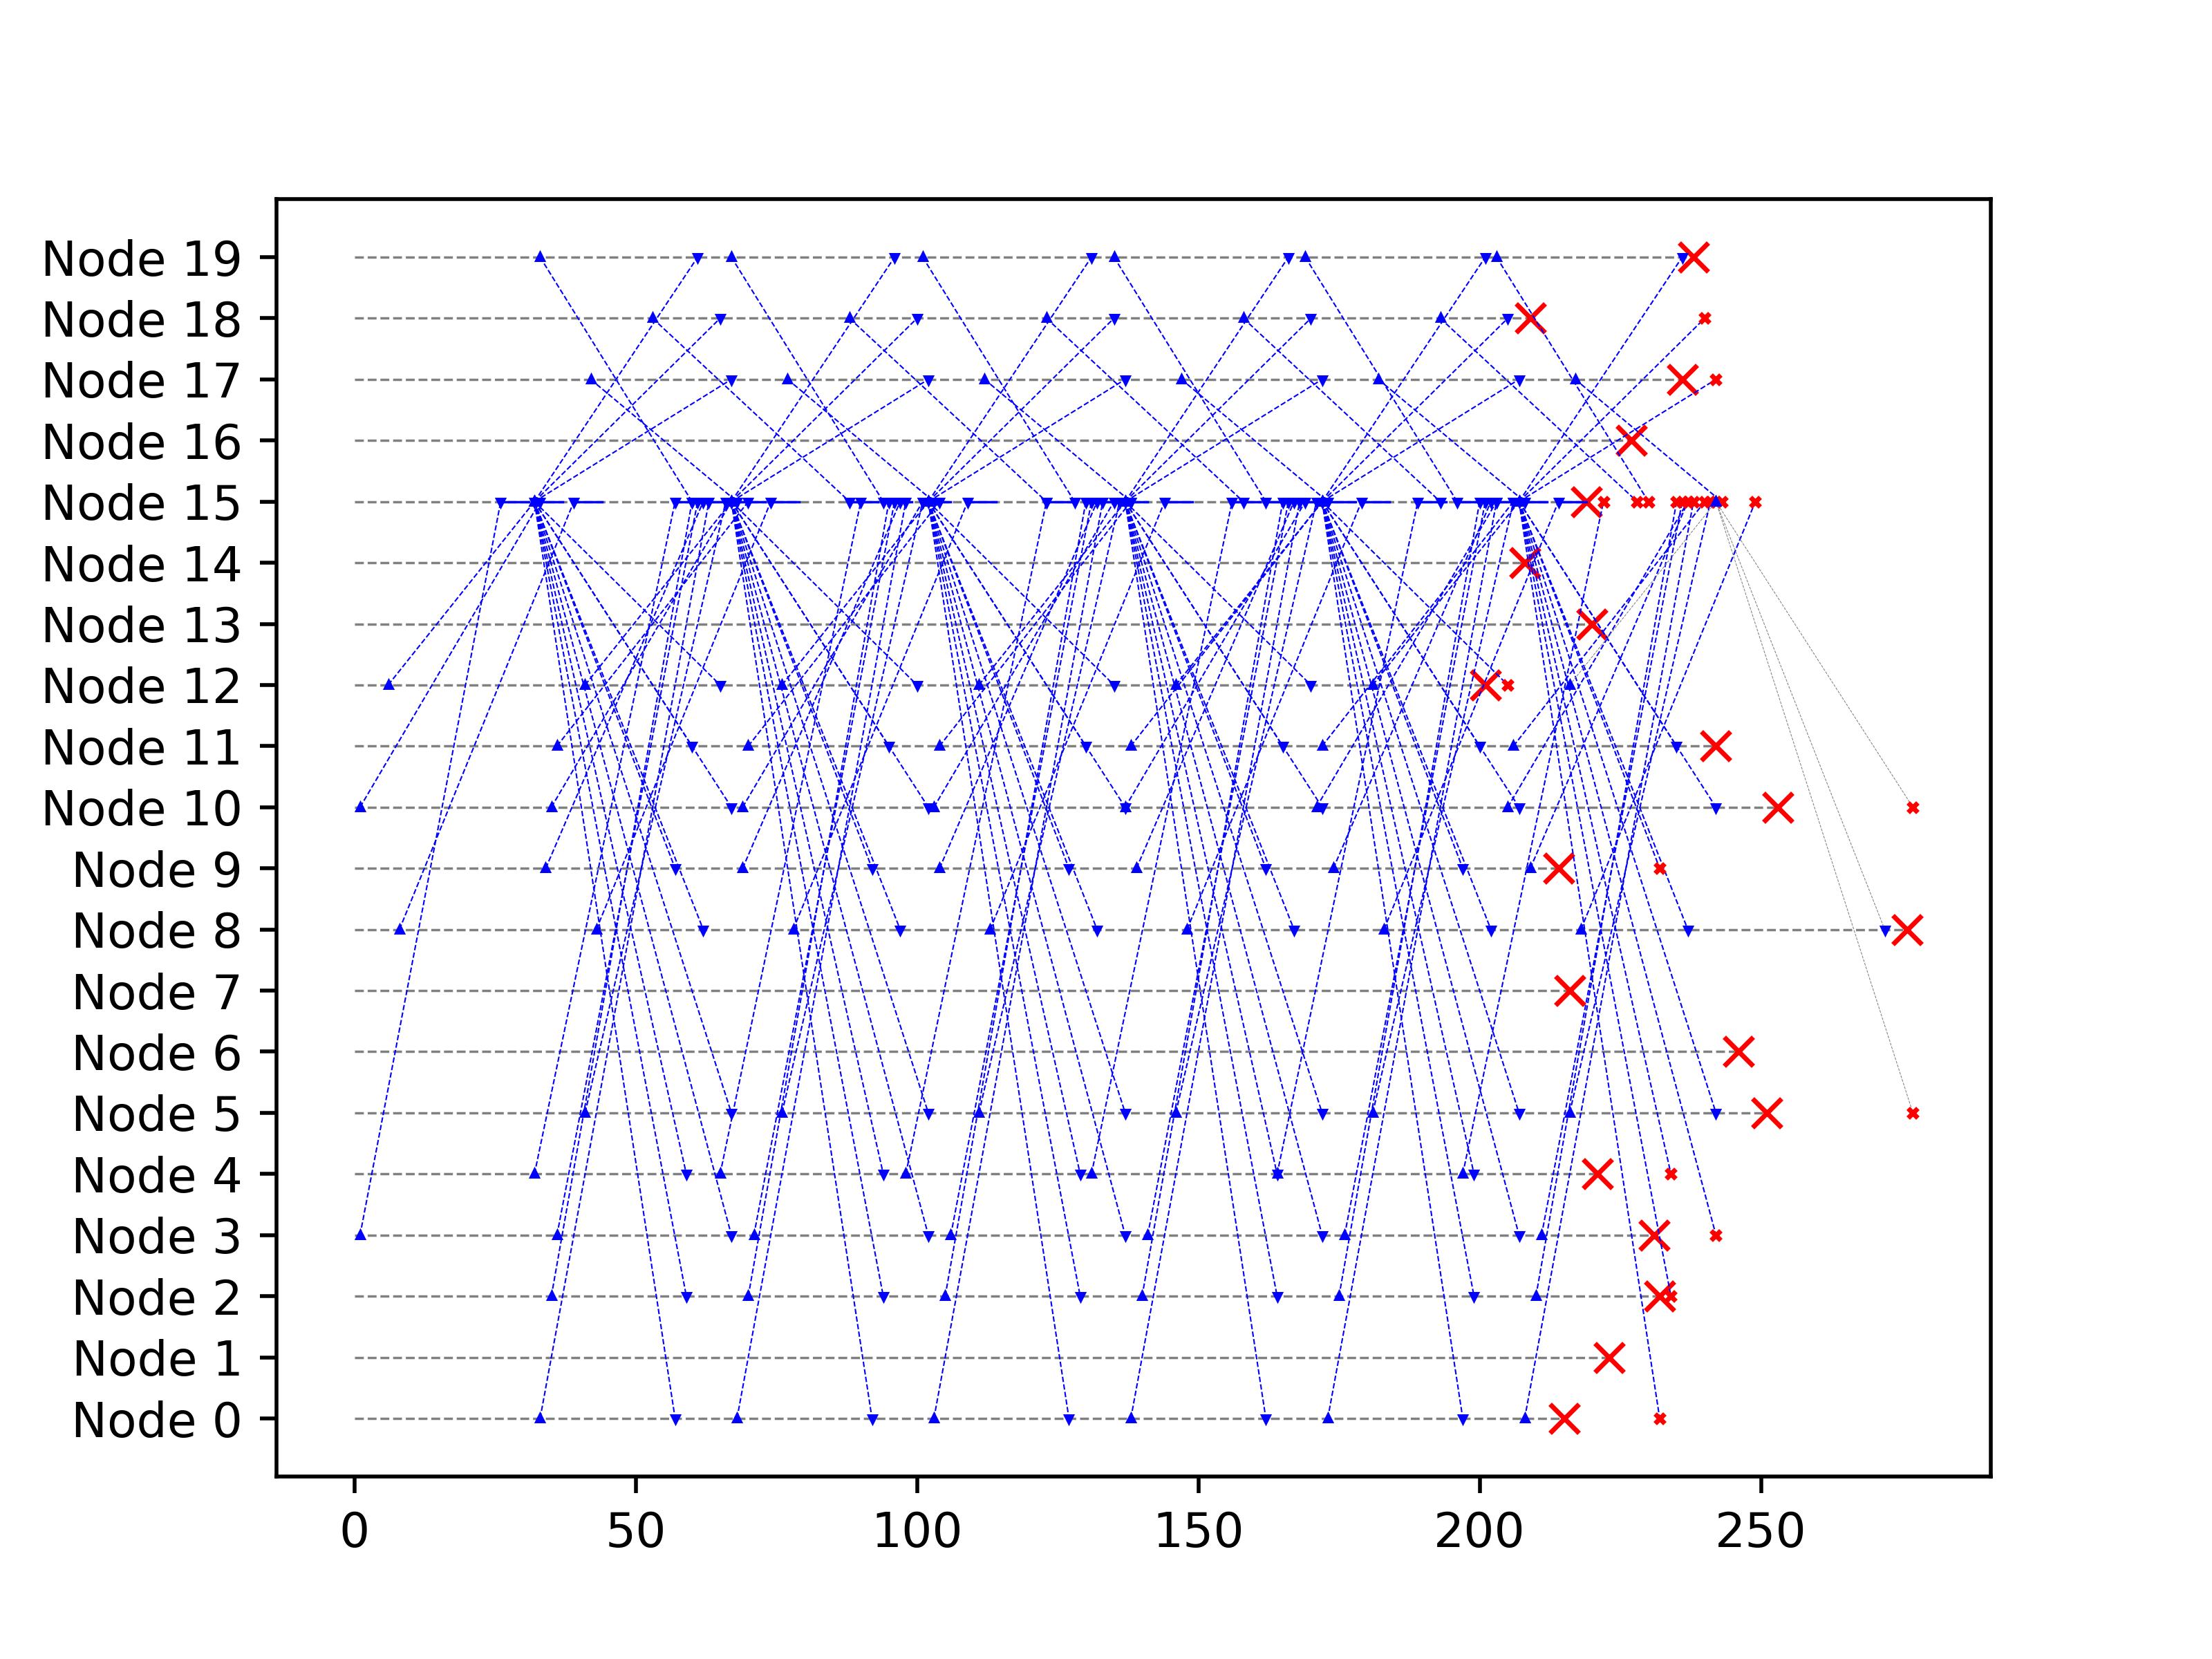 Node 19
Node 18
Node 17
Node 16
Node 15
Node 14
Node 13
Node 12
Node 11
Node 10
Node 9
Node 8
Node 7
Node 6
Node 5
Node 4
Node 3
Node 2
Node 1
Node 0
0 50 100 150 200 250